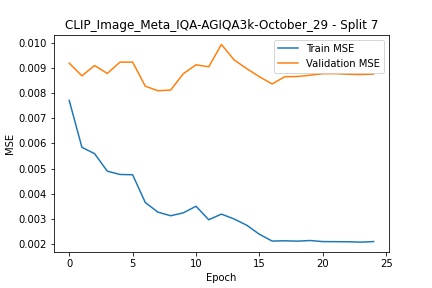 CLIP_Image_Meta_IQA-AGIQA3k-October_29 - Split 7
Train MSE
Validation MSE
0.010
0.009
0.008
0.007
0.006
0.005
0.004
0.003
0.002
MSE
0 5 10 15 20 25
Epoch